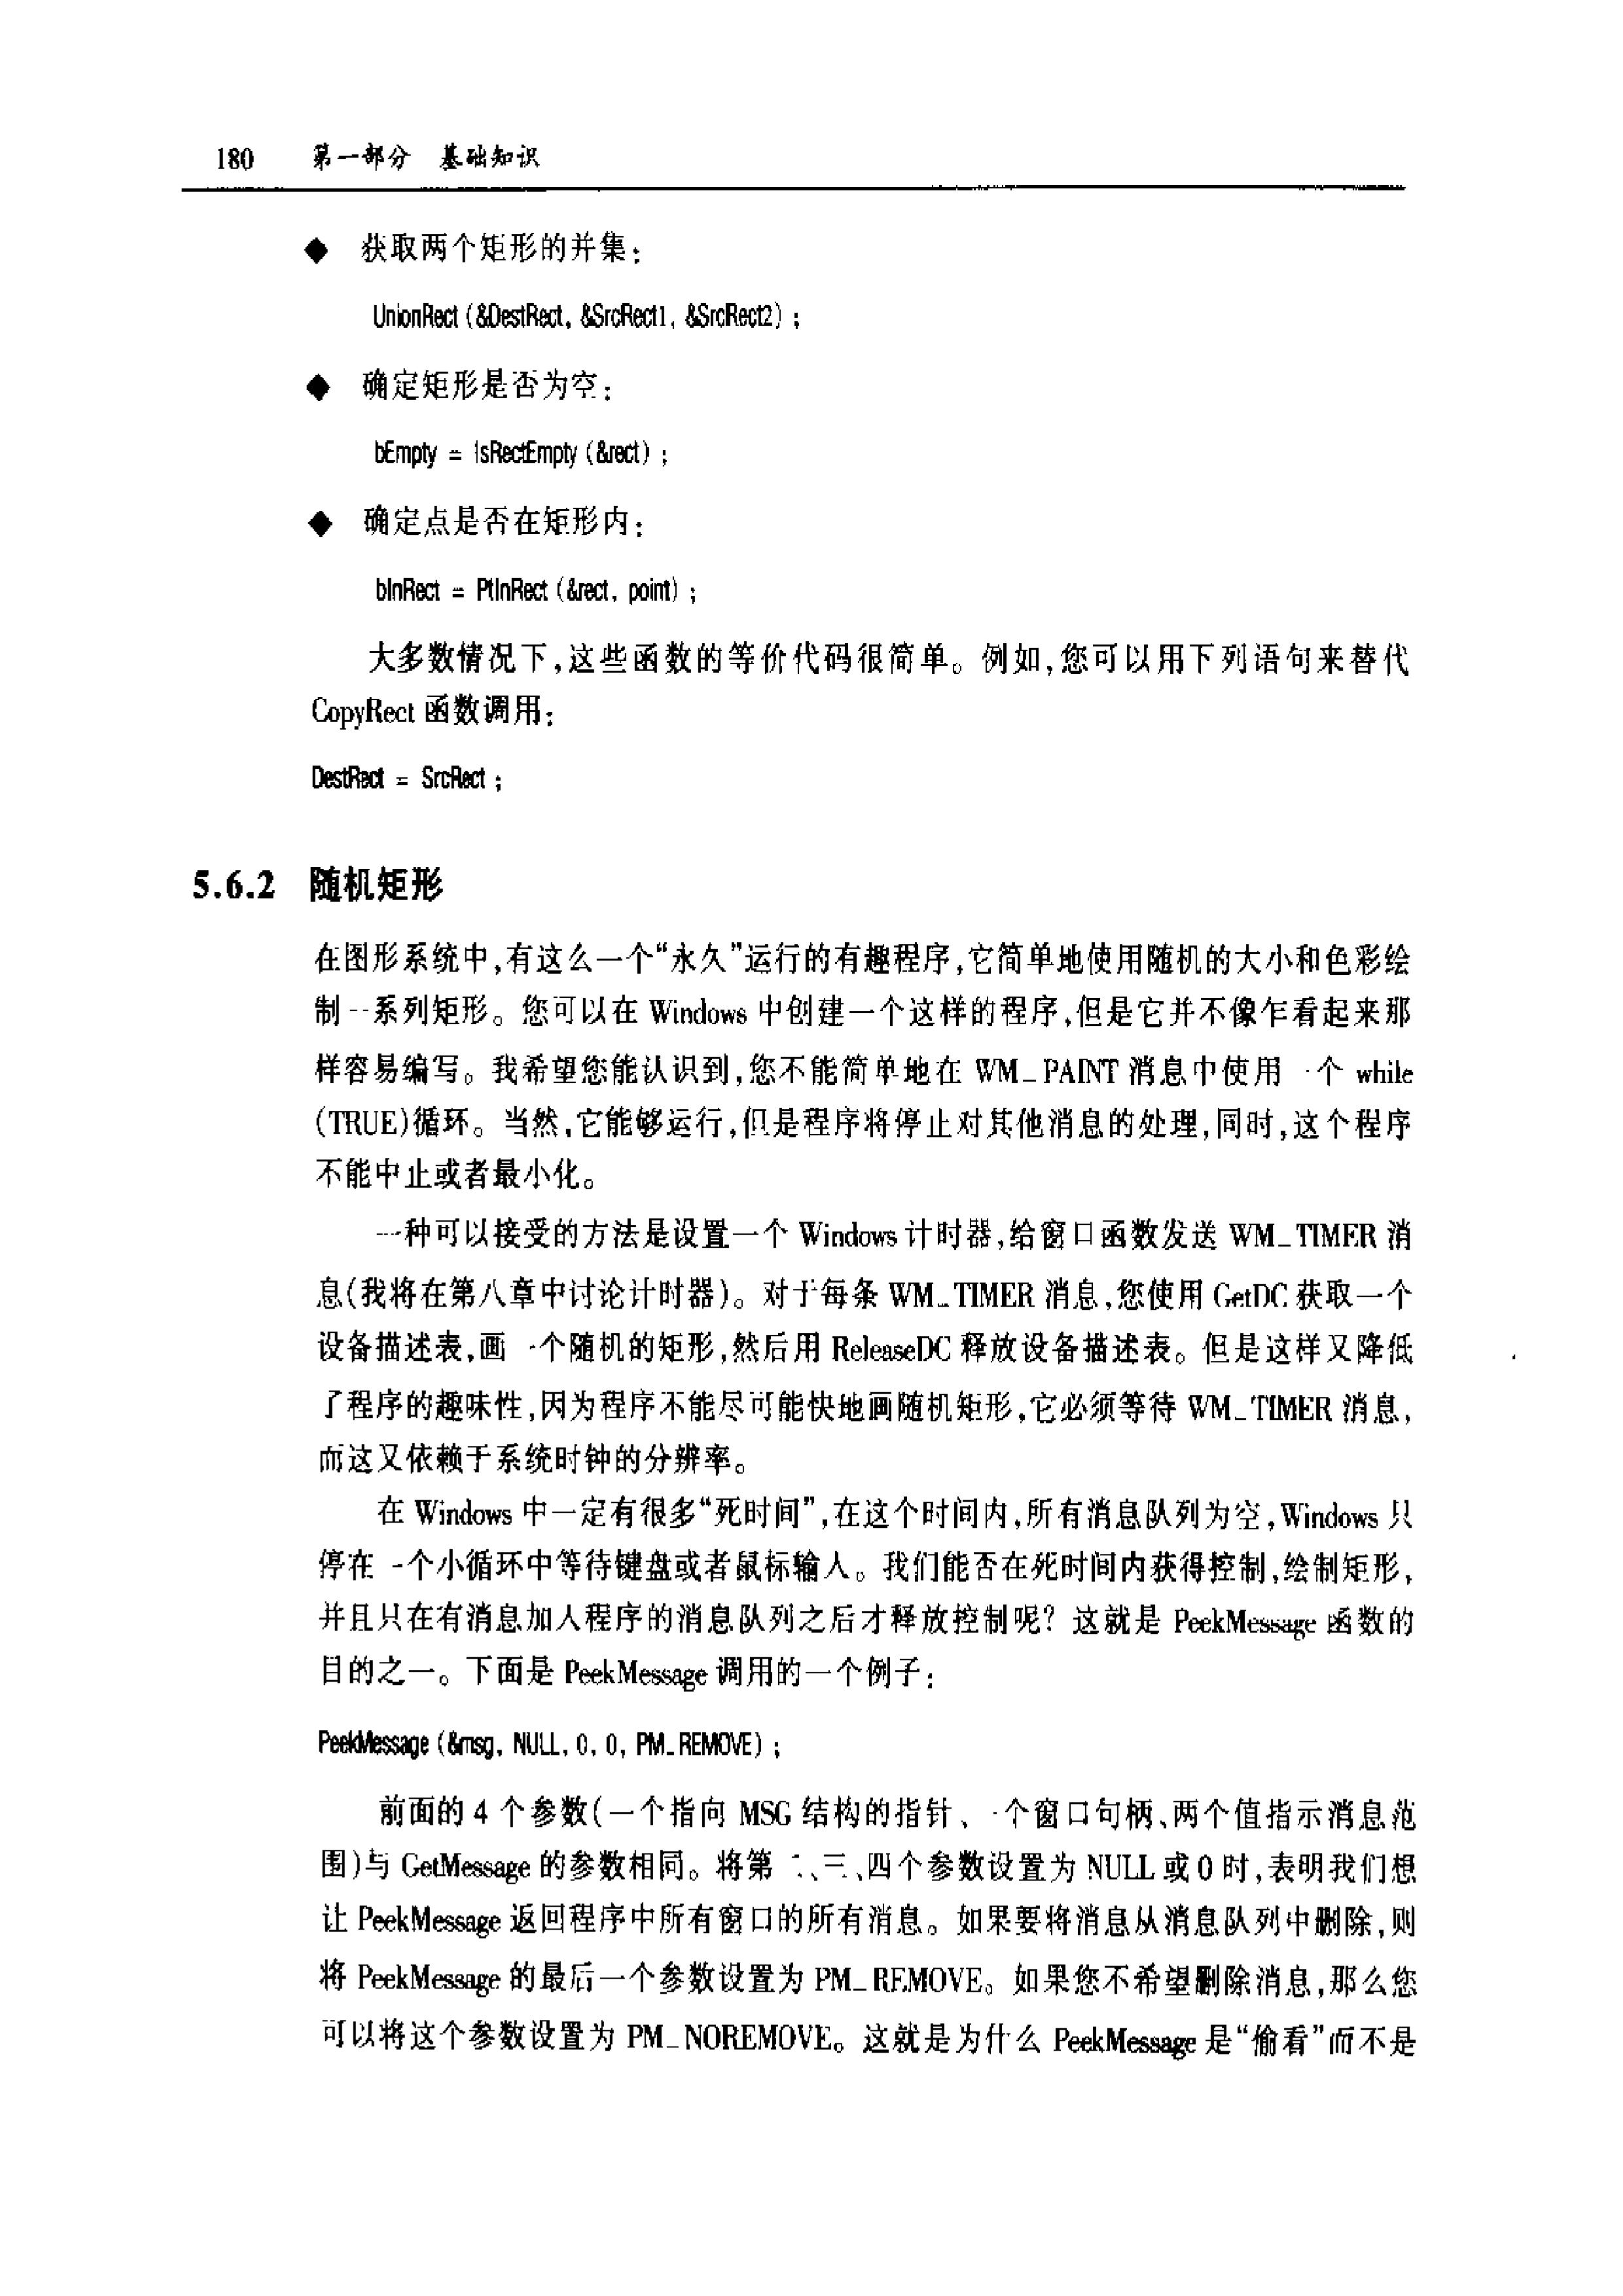 180 第一部分 基础知识
◆ 获取两个矩形的并集：
UnionRect (&DestRect, &SrcRect1, &SrcRect2) ;
◆ 确定矩形是否为空：
bEmpty = IsRectEmpty (&rect) ;
◆ 确定点是否在矩形内：
bInRect = PtInRect (&rect, point) ;
大多数情况下,这些函数的等价代码很简单。例如,您可以用下列语句来替代
CopyRect 函数调用：
DestRect = SrcRect ;
5.6.2 随机矩形
在图形系统中,有这么一个“永久”运行的有趣程序,它简单地使用随机的大小和色彩绘
制一系列矩形。您可以在 Windows 中创建一个这样的程序,但是它并不像乍看起来那
样容易编写。我希望您能认识到,您不能简单地在 WM_PAINT 消息中使用一个 while
(TRUE)循环。当然,它能够运行,但是程序将停止对其他消息的处理,同时,这个程序
不能中止或者最小化。
一种可以接受的方法是设置一个 Windows 计时器,给窗口函数发送 WM_TIMER 消
息(我将在第八章中讨论计时器)。对于每条 WM_TIMER 消息,您使用 GetDC 获取一个
设备描述表,画一个随机的矩形,然后用 ReleaseDC 释放设备描述表。但是这样又降低
了程序的趣味性,因为程序不能尽可能快地画随机矩形,它必须等待 WM_TIMER 消息,
而这又依赖于系统时钟的分辨率。
在 Windows 中一定有很多“死时间”,在这个时间内,所有消息队列为空,Windows 只
停在一个小循环中等待键盘或者鼠标输入。我们能否在死时间内获得控制,绘制矩形,
并且只在有消息加入程序的消息队列之后才释放控制呢？这就是 PeekMessage 函数的
目的之一。下面是 PeekMessage 调用的一个例子：
PeekMessage (&msg, NULL, 0, 0, PM_REMOVE) ;
前面的 4 个参数(一个指向 MSG 结构的指针、一个窗口句柄、两个值指示消息范
围)与 GetMessage 的参数相同。将第二、三、四个参数设置为 NULL 或 0 时,表明我们想
让 PeekMessage 返回程序中所有窗口的所有消息。如果要将消息从消息队列中删除,则
将 PeekMessage 的最后一个参数设置为 PM_REMOVE。如果您不希望删除消息,那么您
可以将这个参数设置为 PM_NOREMOVE。这就是为什么 PeekMessage 是“偷看”而不是